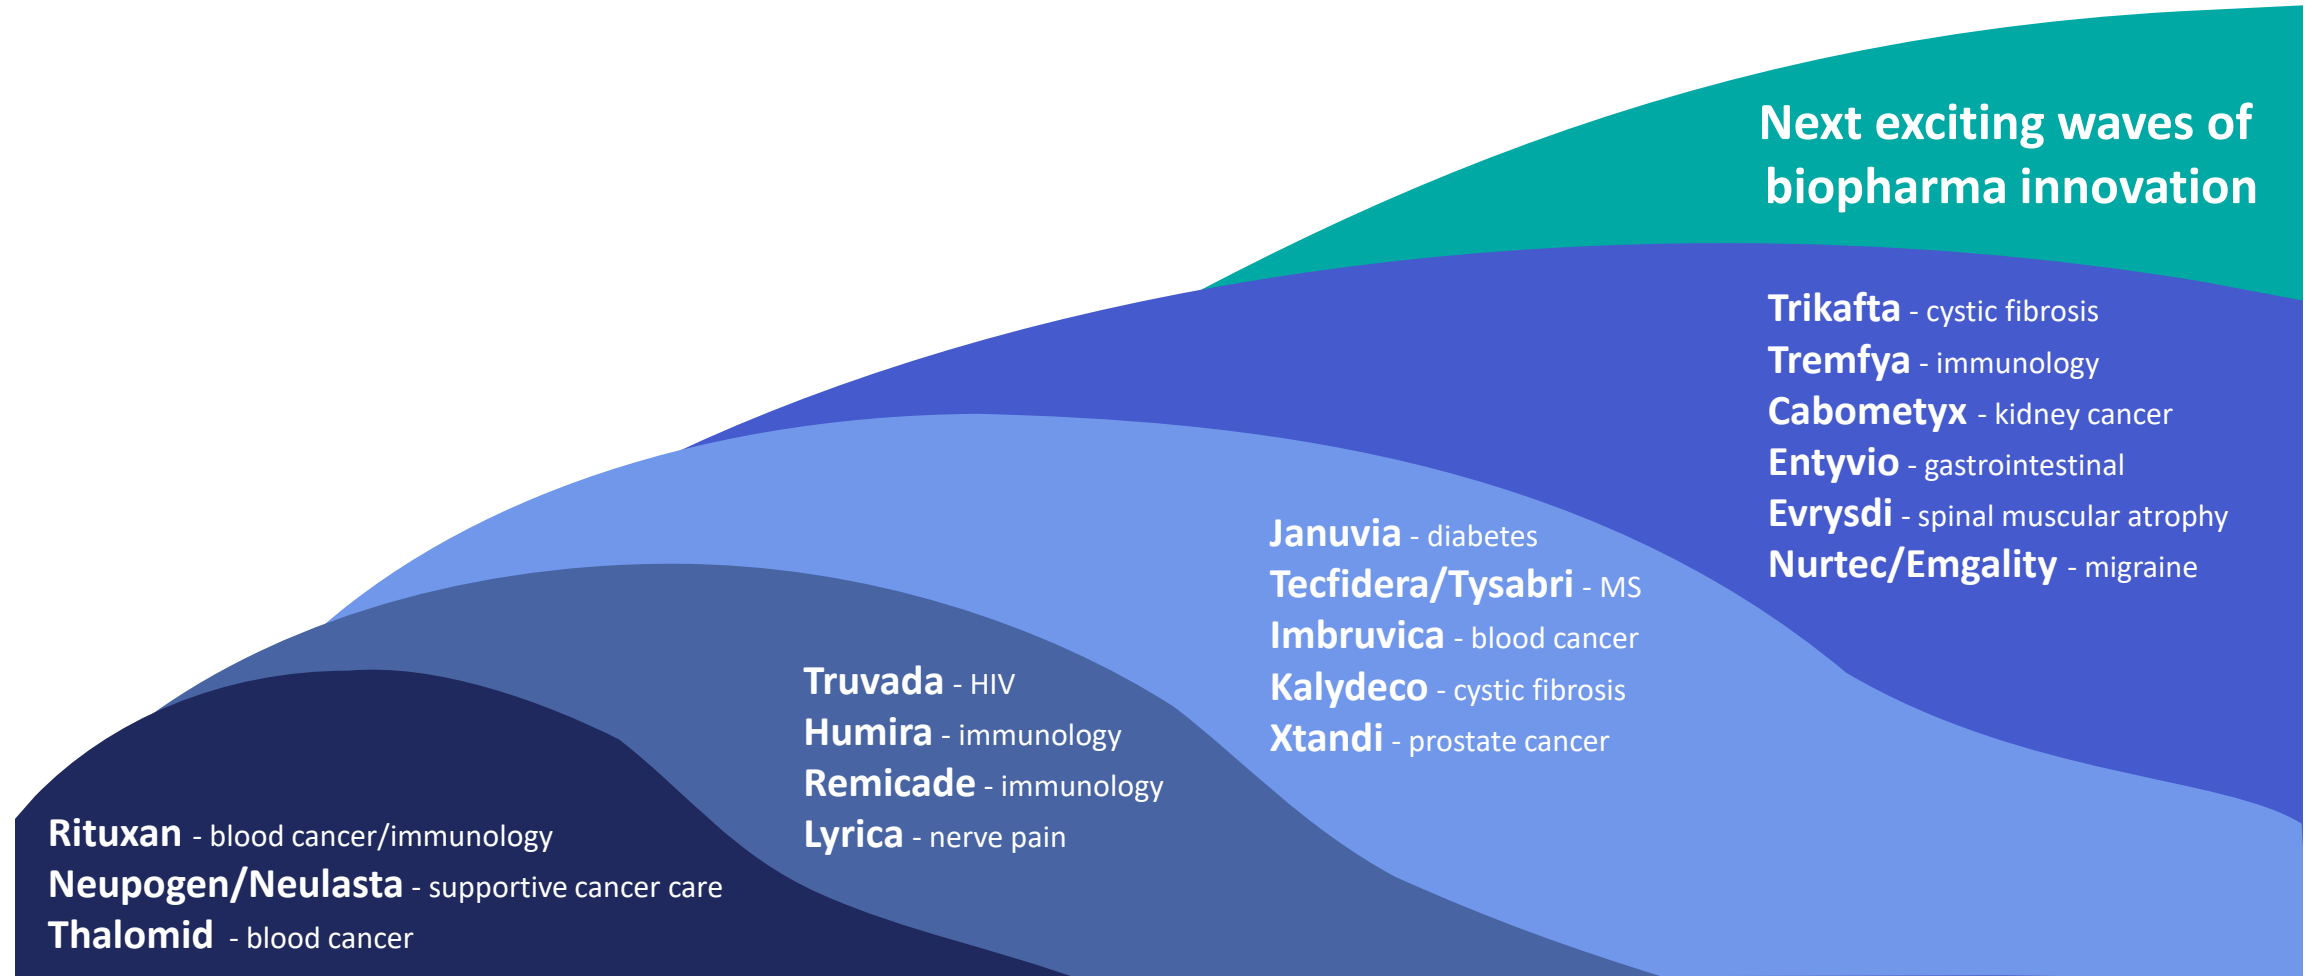 Next exciting waves of
biopharma innovation
Trikafta - cystic fibrosis
Tremfya - immunology
Cabometyx - kidney cancer
Entyvio - gastrointestinal
Evrysdi - spinal muscular atrophy
Nurtec/Emgality - migraine
Januvia - diabetes
Tecfidera/Tysabri - MS
Imbruvica - blood cancer
Kalydeco - cystic fibrosis
Xtandi - prostate cancer
Truvada - HIV
Humira - immunology
Remicade - immunology
Lyrica - nerve pain
Rituxan - blood cancer/immunology
Neupogen/Neulasta - supportive cancer care
Thalomid - blood cancer